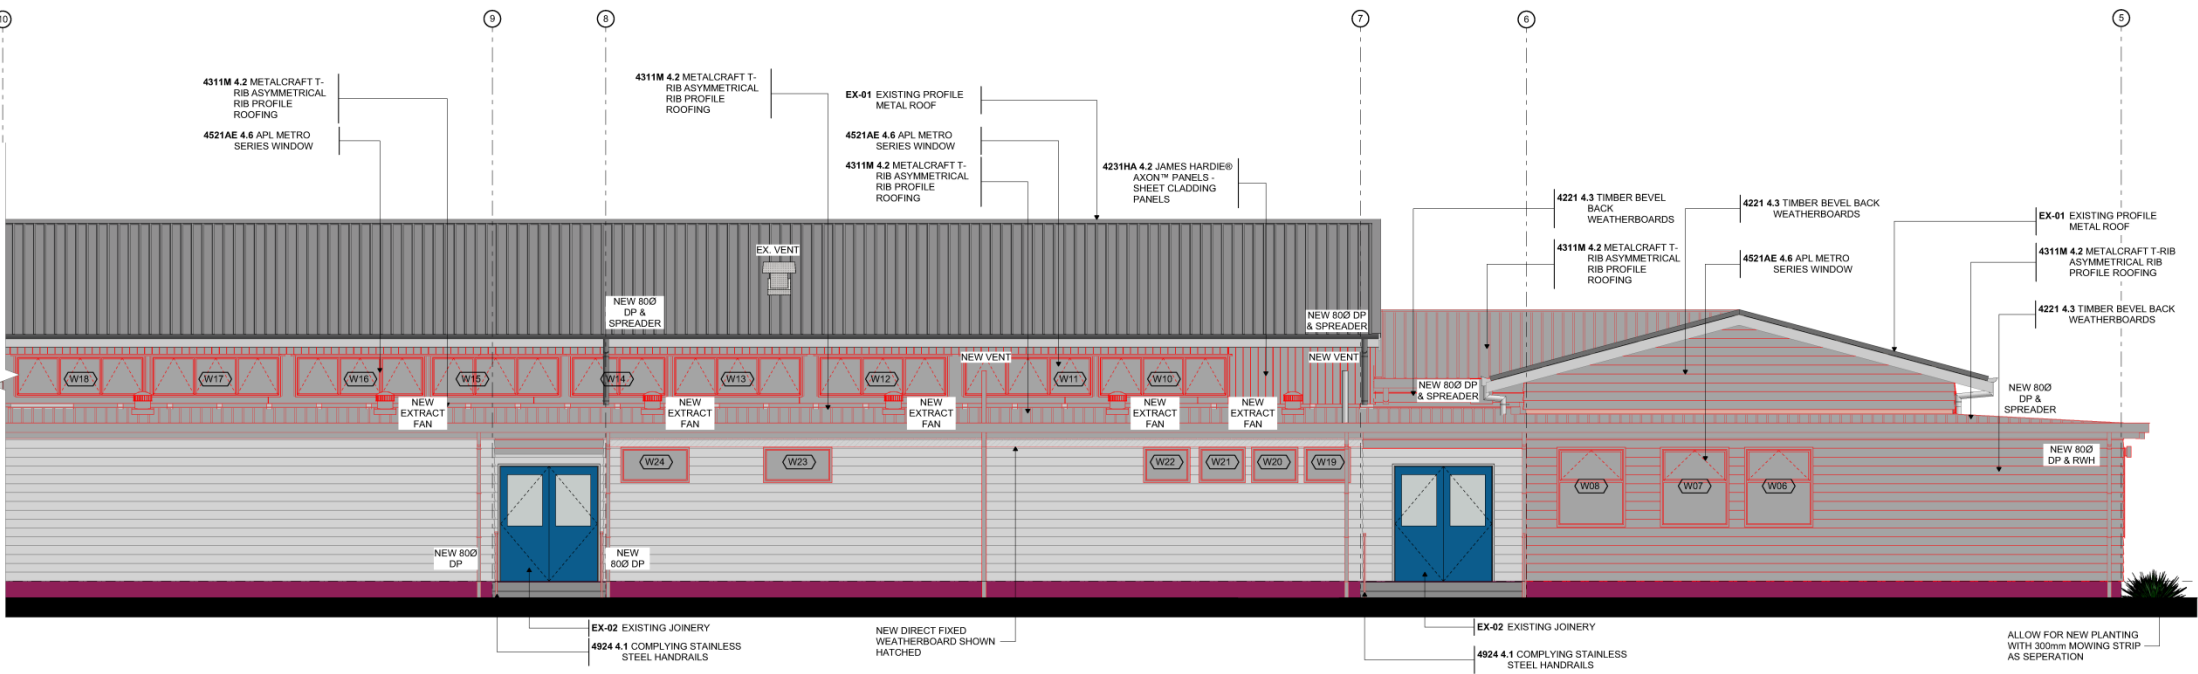 10
9
8
7
6
5
4311M 4.2 METALCRAFT T-
RIB ASYMMETRICAL
RIB PROFILE
ROOFING
4521AE 4.6 APL METRO
SERIES WINDOW
4311M 4.2 METALCRAFT T-
RIB ASYMMETRICAL
RIB PROFILE
ROOFING
EX-01 EXISTING PROFILE
METAL ROOF
4521AE 4.6 APL METRO
SERIES WINDOW
4311M 4.2 METALCRAFT T-
RIB ASYMMETRICAL
RIB PROFILE
ROOFING
4231HA 4.2 JAMES HARDIE®
AXON™ PANELS -
SHEET CLADDING
PANELS
4221 4.3 TIMBER BEVEL
BACK
WEATHERBOARDS
4311M 4.2 METALCRAFT T-
RIB ASYMMETRICAL
RIB PROFILE
ROOFING
4221 4.3 TIMBER BEVEL BACK
WEATHERBOARDS
4521AE 4.6 APL METRO
SERIES WINDOW
EX-01 EXISTING PROFILE
METAL ROOF
4311M 4.2 METALCRAFT T-RIB
ASYMMETRICAL RIB
PROFILE ROOFING
4221 4.3 TIMBER BEVEL BACK
WEATHERBOARDS
EX. VENT
NEW 80Ø
DP &
SPREADER
NEW 80Ø DP
& SPREADER
NEW VENT
NEW VENT
W18
W17
W16
W15
W14
W13
W12
W11
W10
NEW 80Ø DP
& SPREADER
NEW 80Ø
DP &
SPREADER
NEW
EXTRACT
FAN
NEW
EXTRACT
FAN
NEW
EXTRACT
FAN
NEW
EXTRACT
FAN
NEW
EXTRACT
FAN
W24
W23
W22
W21
W20
W19
NEW 80Ø
DP & RWH
W08
W07
W06
NEW 80Ø
DP
NEW
80Ø DP
EX-02 EXISTING JOINERY
4924 4.1 COMPLYING STAINLESS
STEEL HANDRAILS
NEW DIRECT FIXED
WEATHERBOARD SHOWN
HATCHED
EX-02 EXISTING JOINERY
4924 4.1 COMPLYING STAINLESS
STEEL HANDRAILS
ALLOW FOR NEW PLANTING
WITH 300mm MOWING STRIP
AS SEPERATION